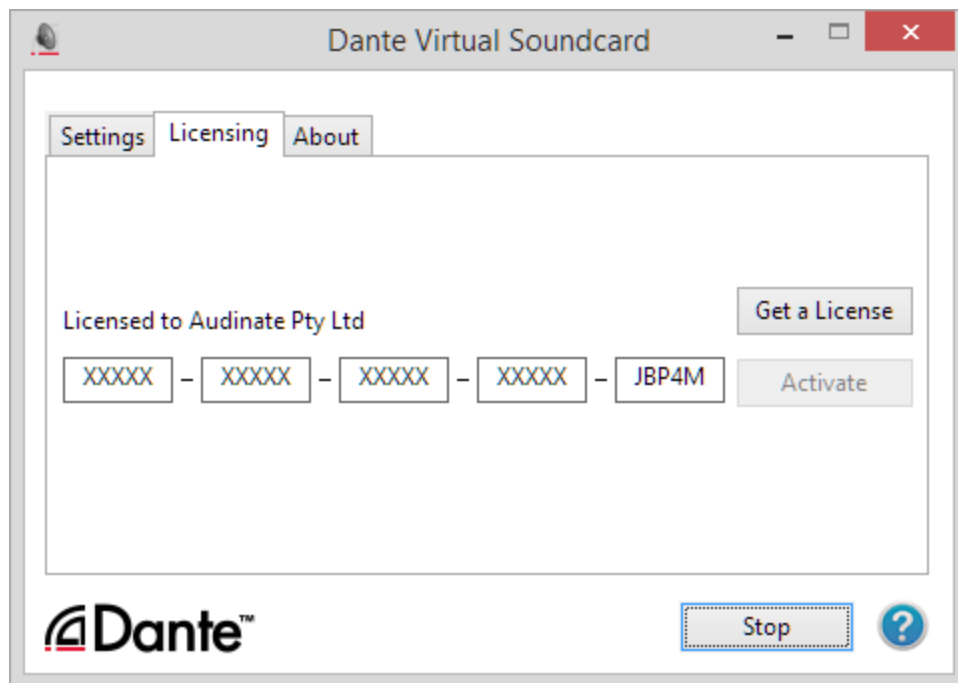 Dante Virtual Soundcard
Settings Licensing About
Licensed to Audinate Pty Ltd
Get a License
XXXXX – XXXXX – XXXXX – XXXXX – JBP4M
Activate
Dante™
Stop
?